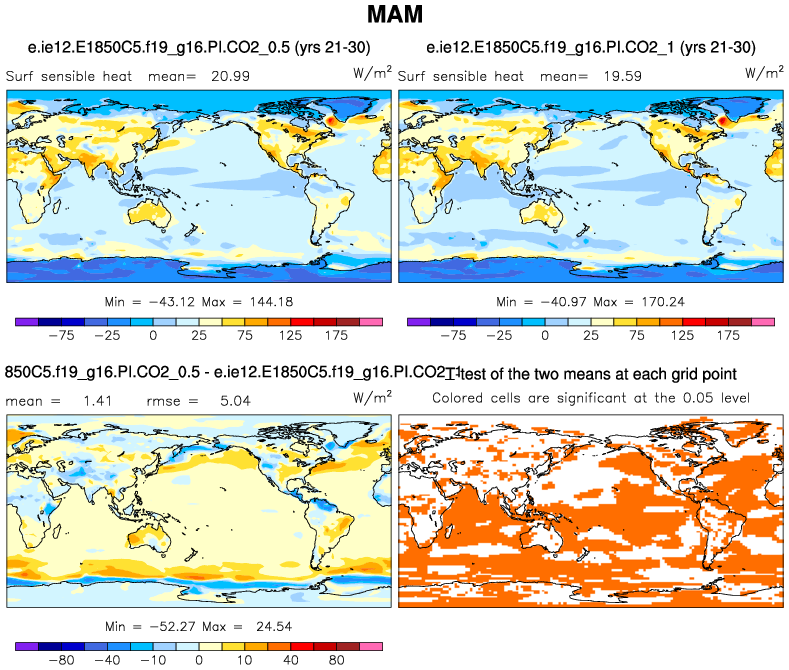 MAM
e.ie12.E1850C5.f19_g16.PI.CO2_0.5 (yrs 21-30)
Surf sensible heat mean= 20.99 W/m²
Min = −43.12 Max = 144.18
−75 −25 0 25 75 125 175
e.ie12.E1850C5.f19_g16.PI.CO2_1 (yrs 21-30)
Surf sensible heat mean= 19.59 W/m²
Min = −40.97 Max = 170.24
−75 −25 0 25 75 125 175
850C5.f19_g16.PI.CO2_0.5 - e.ie12.E1850C5.f19_g16.PI.CO2_1
mean = 1.41 rmse = 5.04 W/m²
Min = −52.27 Max = 24.54
−80 −40 −10 0 10 40 80
T-test of the two means at each grid point
Colored cells are significant at the 0.05 level